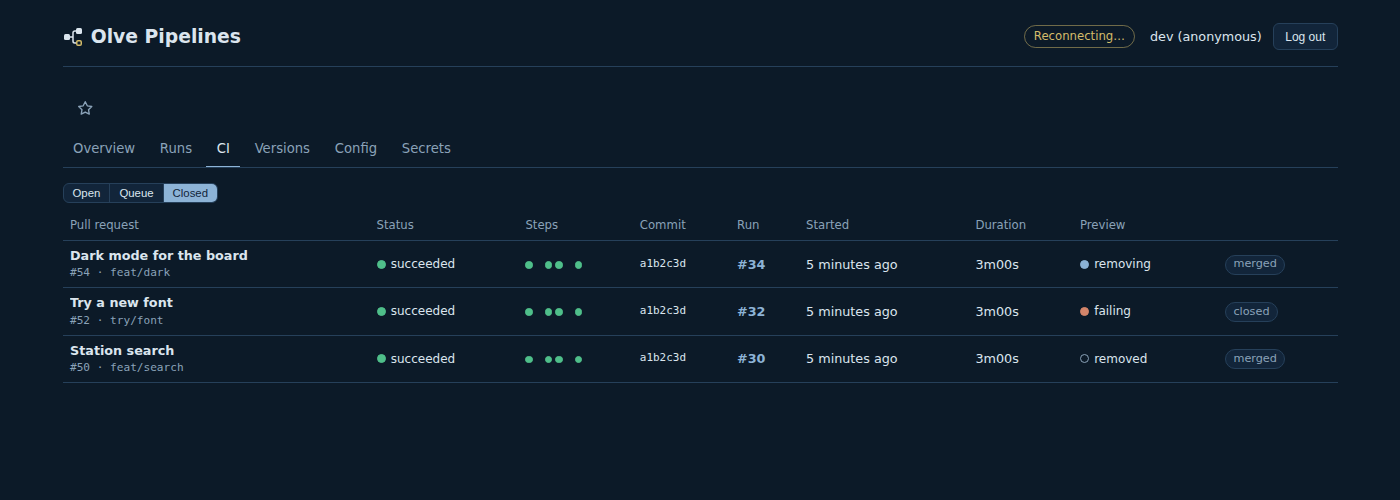 Olve Pipelines
Reconnecting...
dev (anonymous)
Log out
Overview Runs CI Versions Config Secrets
Open Queue Closed
Pull request Status Steps Commit Run Started Duration Preview
Dark mode for the board
#54 · feat/dark
succeeded a1b2c3d #34 5 minutes ago 3m00s removing merged
Try a new font
#52 · try/font
succeeded a1b2c3d #32 5 minutes ago 3m00s failing closed
Station search
#50 · feat/search
succeeded a1b2c3d #30 5 minutes ago 3m00s removed merged